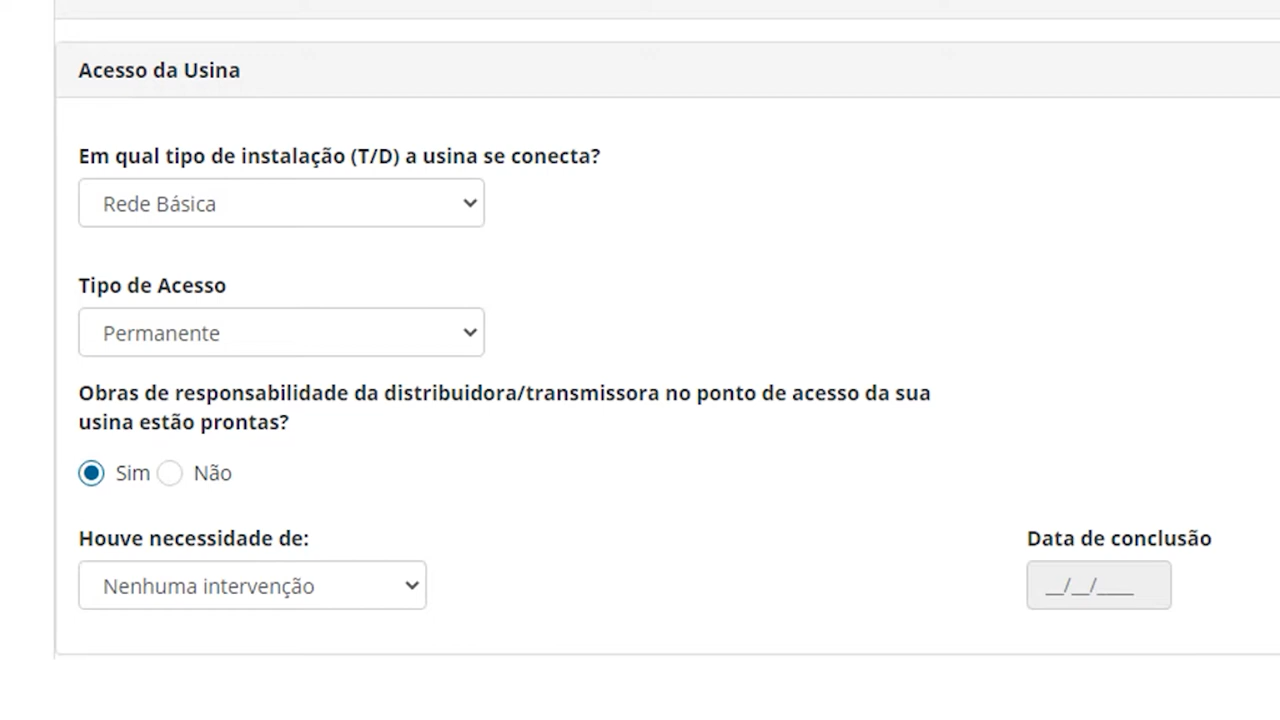 Acesso da Usina
Em qual tipo de instalação (T/D) a usina se conecta?
Rede Básica
Tipo de Acesso
Permanente
Obras de responsabilidade da distribuidora/transmissora no ponto de acesso da sua
usina estão prontas?
Sim Não
Houve necessidade de:
Nenhuma intervenção
Data de conclusão
__/__/____